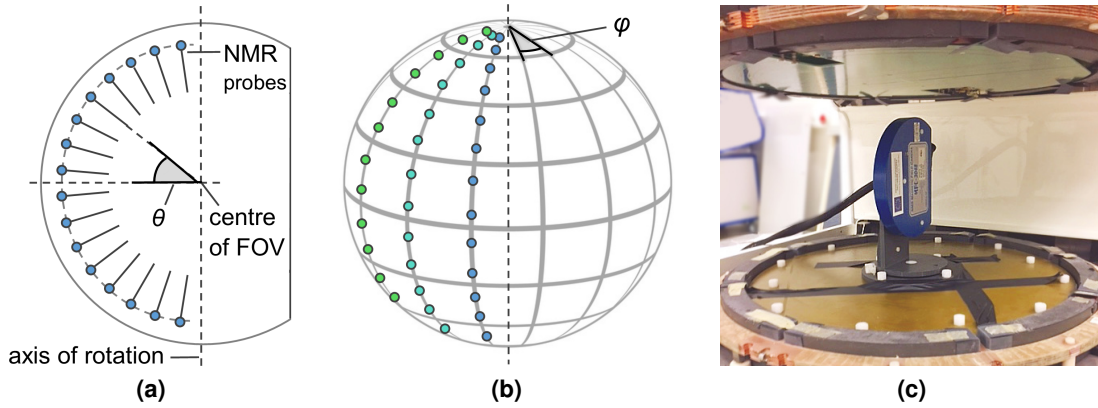 NMR
probes
θ
centre
of FOV
axis of rotation
(a)
φ
(b)
(c)